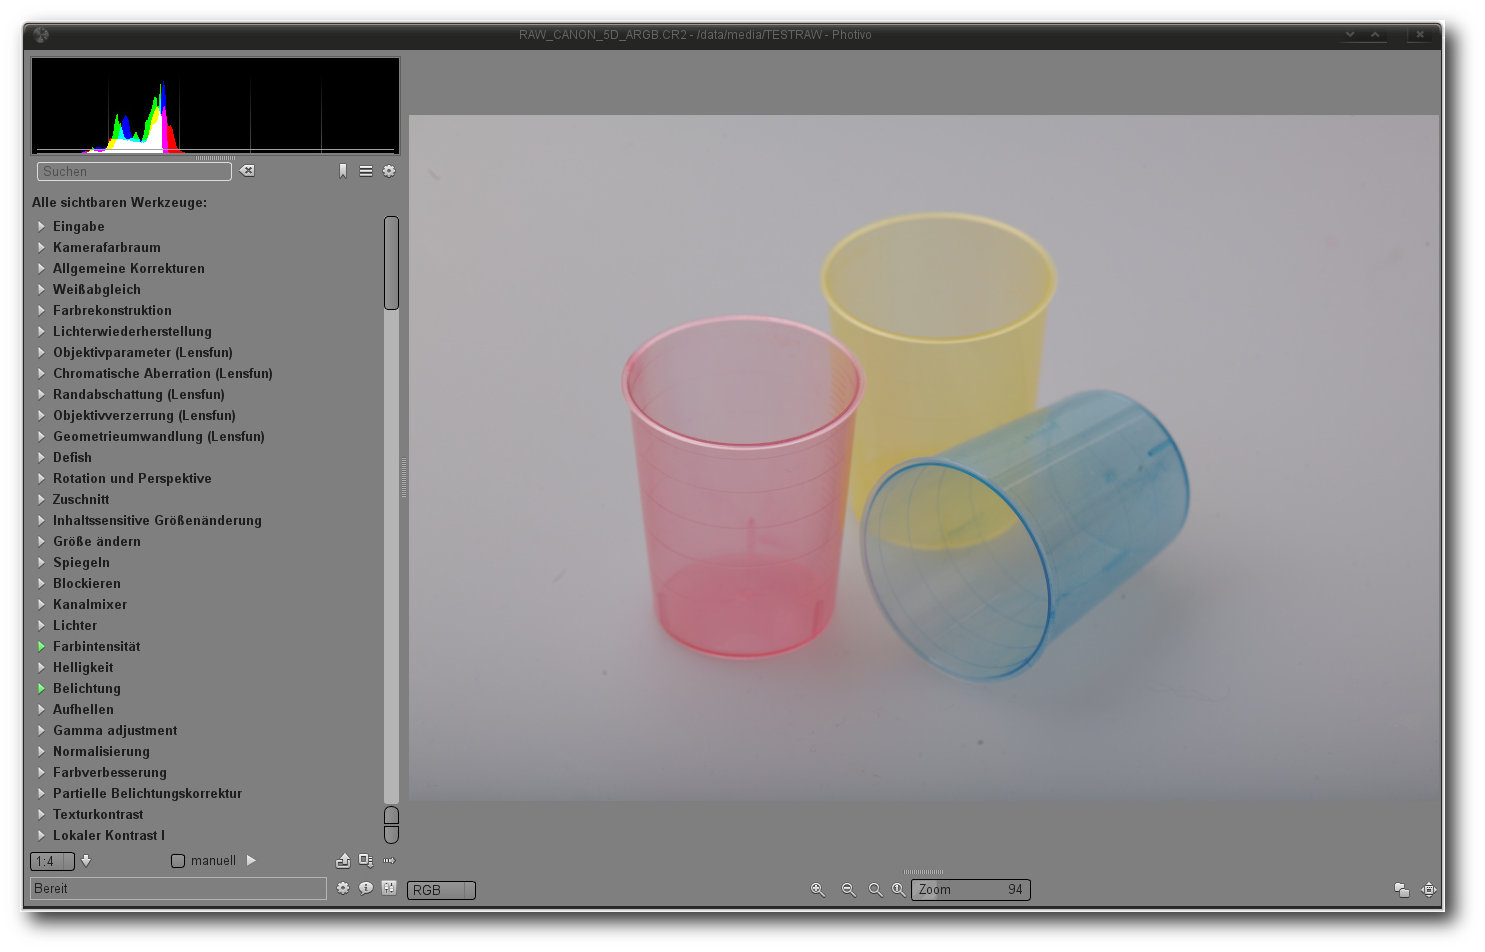 RAW_CANON_5D_ARGB.CR2 - /data/media/TESTRAW - Photivo
Suchen
Alle sichtbaren Werkzeuge:
Eingabe
Kamerafarbraum
Allgemeine Korrekturen
Weißabgleich
Farbrekonstruktion
Lichterwiederherstellung
Objektivparameter (Lensfun)
Chromatische Aberration (Lensfun)
Randabschattung (Lensfun)
Objektivverzerrung (Lensfun)
Geometrieumwandlung (Lensfun)
Defish
Rotation und Perspektive
Zuschnitt
Inhaltssensitive Größenänderung
Größe ändern
Spiegeln
Blockieren
Kanalmixer
Lichter
Farbintensität
Helligkeit
Belichtung
Aufhellen
Gamma adjustment
Normalisierung
Farbverbesserung
Partielle Belichtungskorrektur
Texturkontrast
Lokaler Kontrast I
1:4 manuell
Bereit RGB Zoom 94